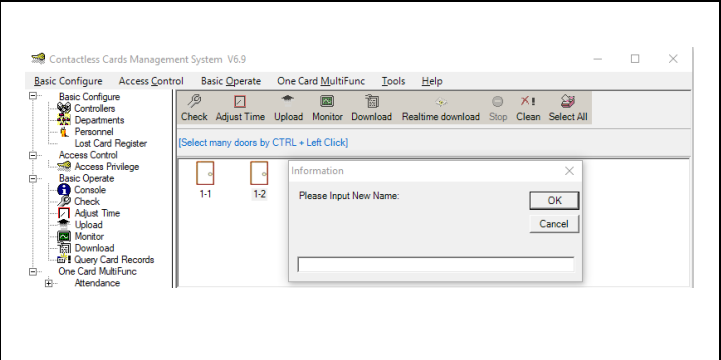 Contactless Cards Management System V6.9
Basic Configure Access Control Basic Operate One Card MultiFunc Tools Help
Basic Configure
Controllers
Departments
Personnel
Lost Card Register
Access Control
Access Privilege
Basic Operate
Console
Check
Adjust Time
Upload
Monitor
Download
Query Card Records
One Card MultiFunc
Attendance
Check Adjust Time Upload Monitor Download Realtime download Stop Clean Select All
[Select many doors by CTRL + Left Click]
1-1 1-2
Information
Please Input New Name:
OK
Cancel